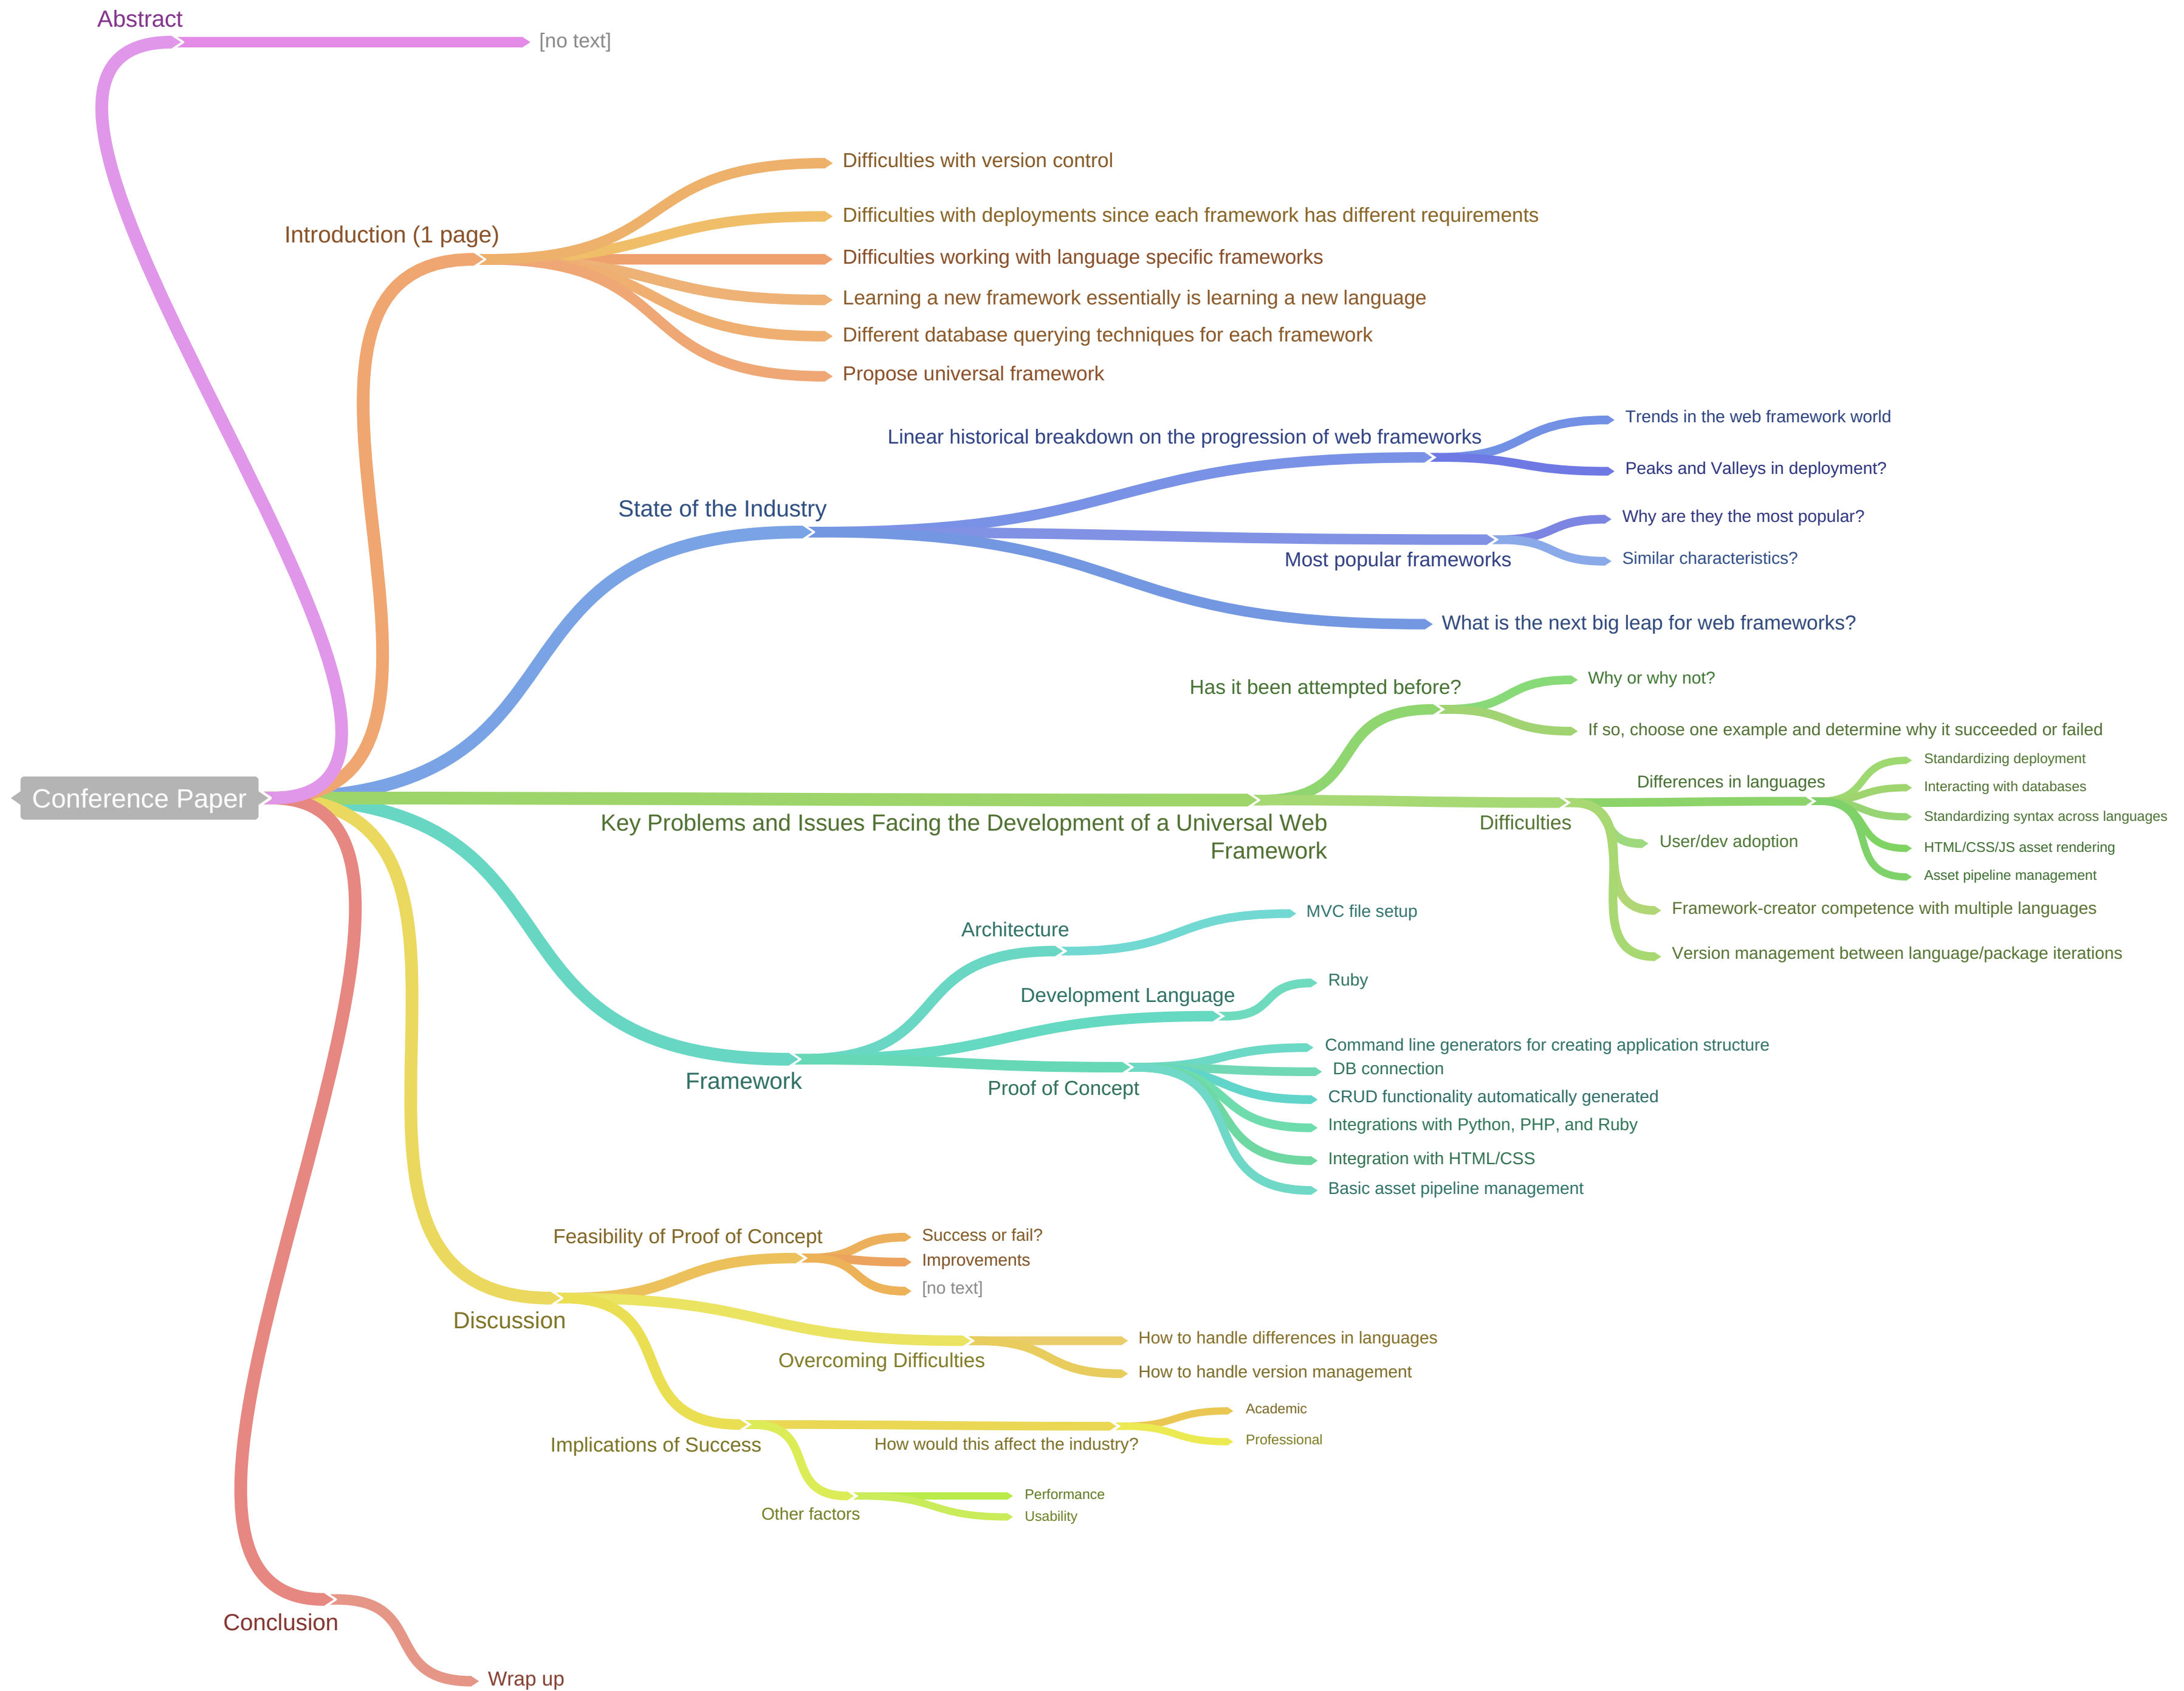 Abstract
[no text]
Introduction (1 page)
Difficulties with version control
Difficulties with deployments since each framework has different requirements
Difficulties working with language specific frameworks
Learning a new framework essentially is learning a new language
Different database querying techniques for each framework
Propose universal framework
State of the Industry
Linear historical breakdown on the progression of web frameworks
Trends in the web framework world
Peaks and Valleys in deployment?
Most popular frameworks
Why are they the most popular?
Similar characteristics?
What is the next big leap for web frameworks?
Conference Paper
Key Problems and Issues Facing the Development of a Universal Web
Framework
Has it been attempted before?
Why or why not?
If so, choose one example and determine why it succeeded or failed
Difficulties
Differences in languages
Standardizing deployment
Interacting with databases
Standardizing syntax across languages
HTML/CSS/JS asset rendering
Asset pipeline management
User/dev adoption
Framework-creator competence with multiple languages
Version management between language/package iterations
Framework
Architecture
MVC file setup
Development Language
Ruby
Proof of Concept
Command line generators for creating application structure
DB connection
CRUD functionality automatically generated
Integrations with Python, PHP, and Ruby
Integration with HTML/CSS
Basic asset pipeline management
Discussion
Feasibility of Proof of Concept
Success or fail?
Improvements
[no text]
Overcoming Difficulties
How to handle differences in languages
How to handle version management
Implications of Success
How would this affect the industry?
Academic
Professional
Other factors
Performance
Usability
Conclusion
Wrap up